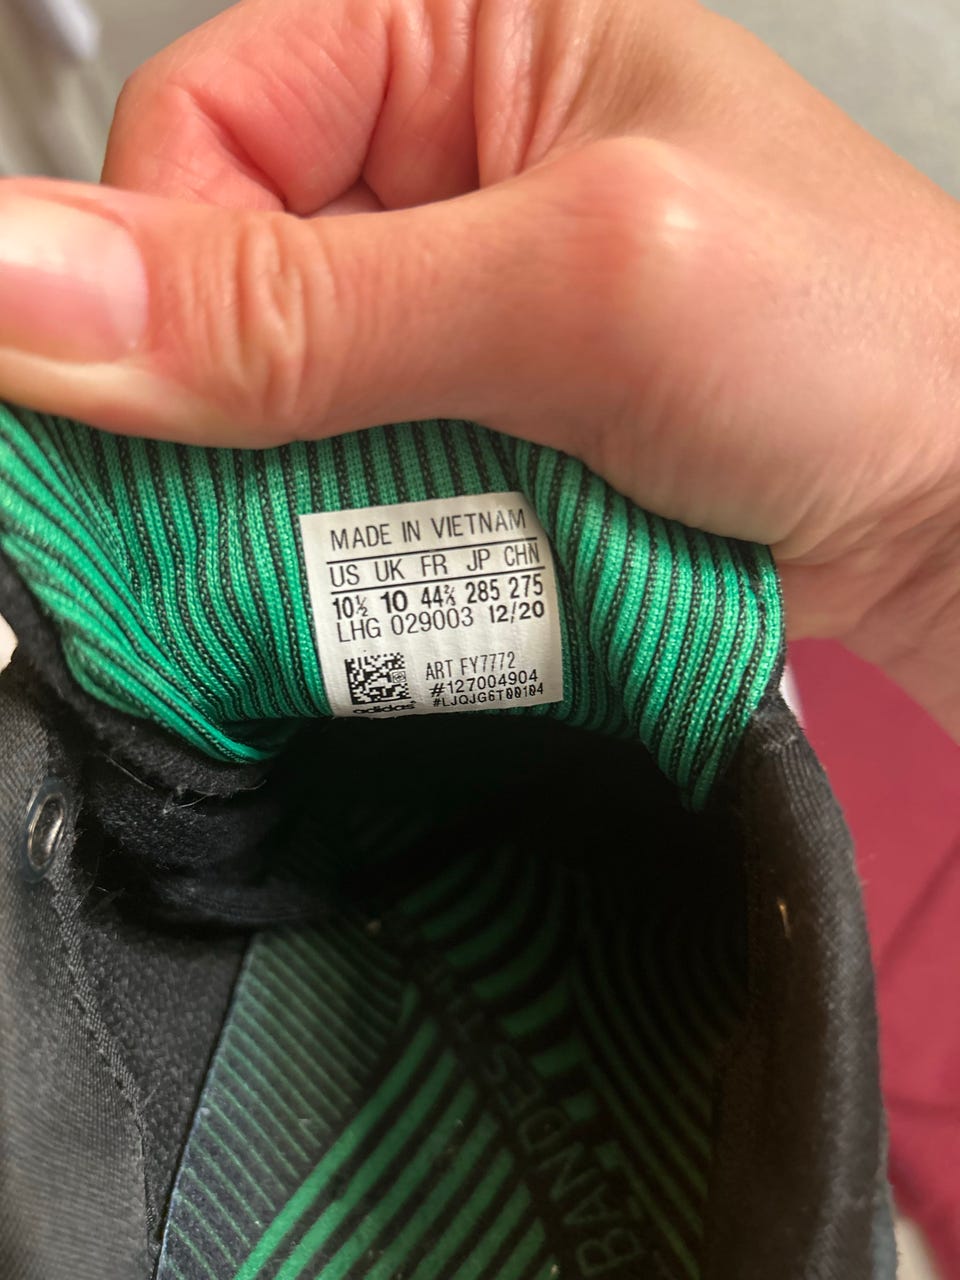 MADE IN VIETNAM
US UK FR JP CHN
10½ 10 44⅔ 285 275
LHG 029003 12/20
ART FY7772
#127004904
#LJQJG6T00104
adidas